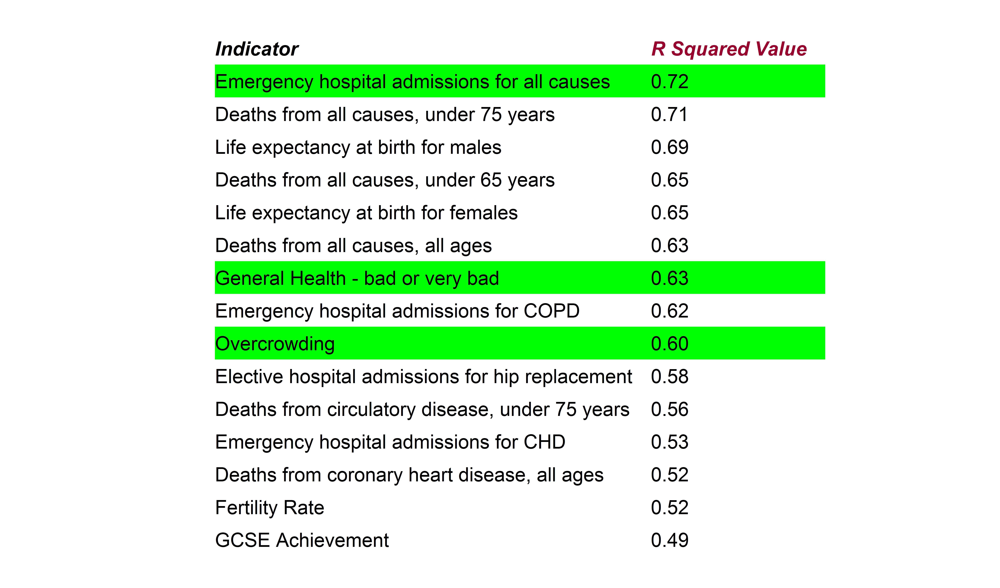 Indicator R Squared Value
Emergency hospital admissions for all causes 0.72
Deaths from all causes, under 75 years 0.71
Life expectancy at birth for males 0.69
Deaths from all causes, under 65 years 0.65
Life expectancy at birth for females 0.65
Deaths from all causes, all ages 0.63
General Health - bad or very bad 0.63
Emergency hospital admissions for COPD 0.62
Overcrowding 0.60
Elective hospital admissions for hip replacement 0.58
Deaths from circulatory disease, under 75 years 0.56
Emergency hospital admissions for CHD 0.53
Deaths from coronary heart disease, all ages 0.52
Fertility Rate 0.52
GCSE Achievement 0.49